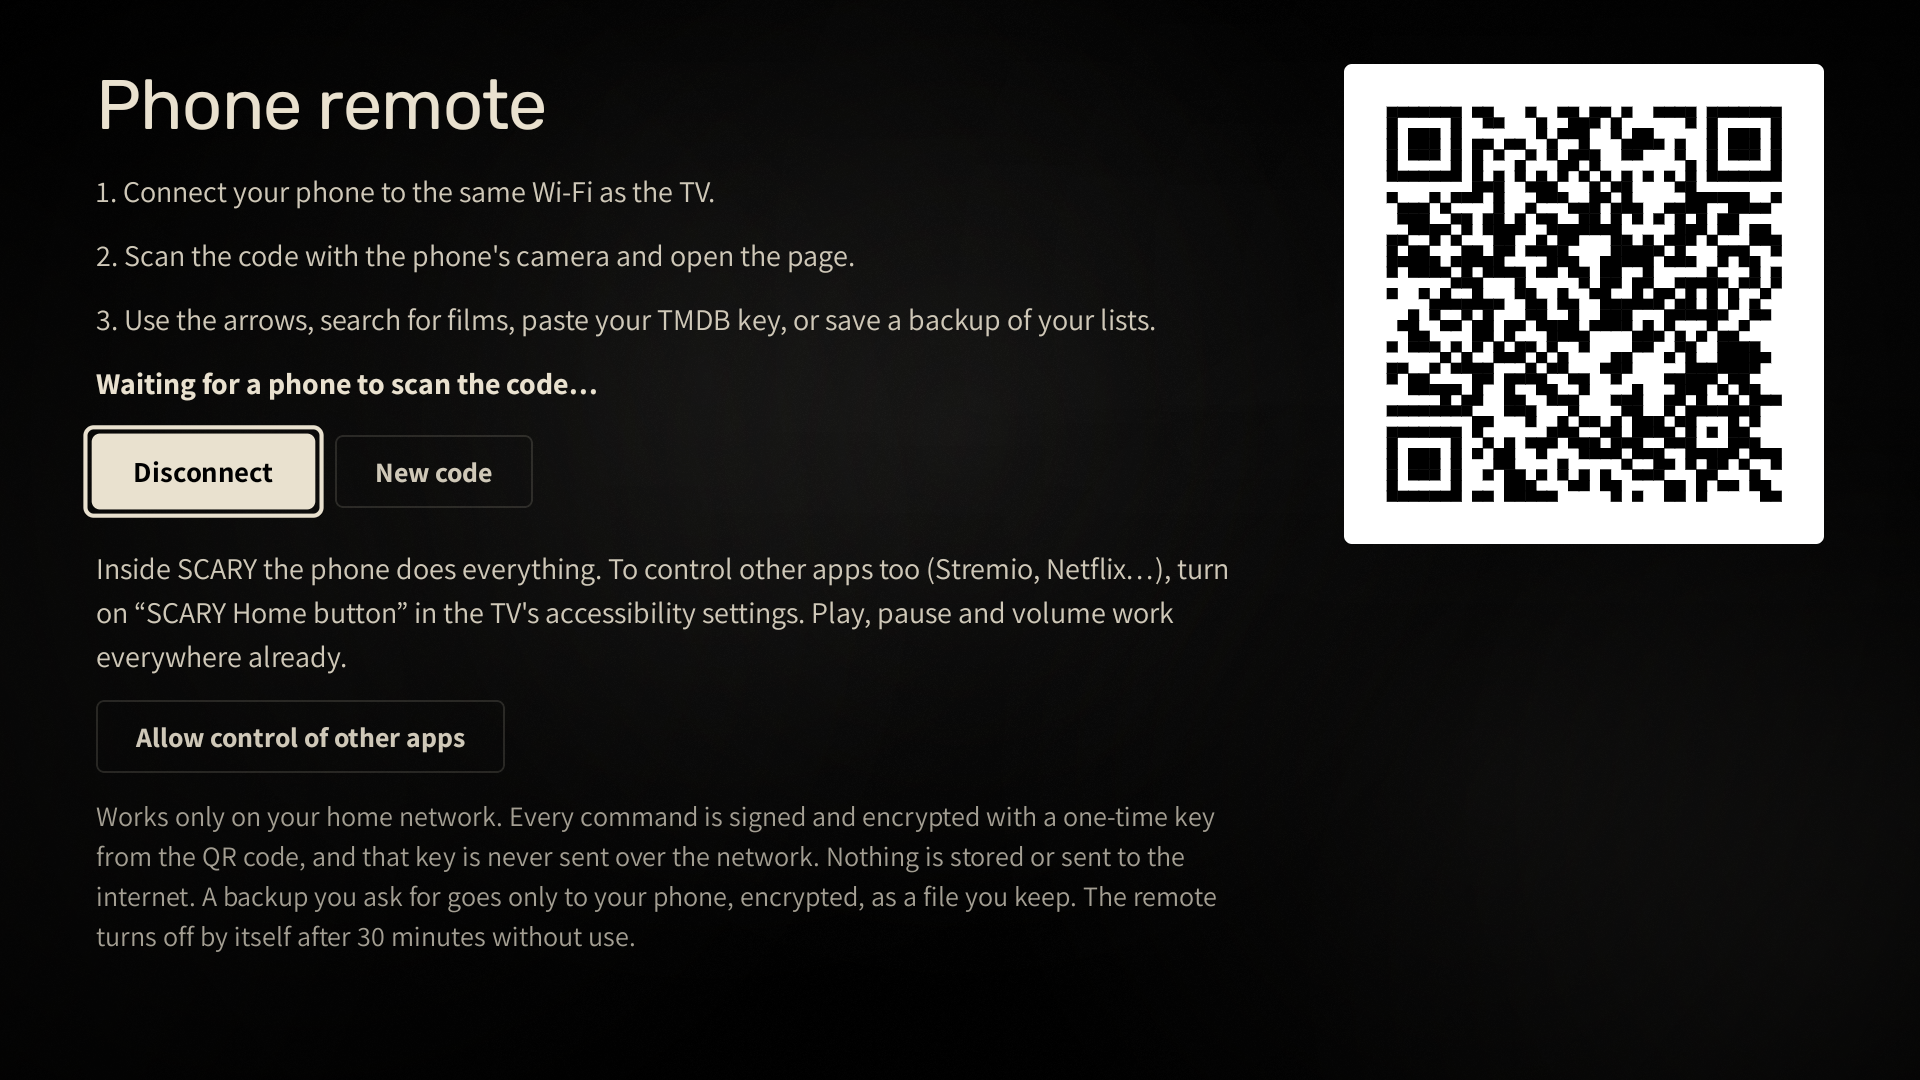 Phone remote
1. Connect your phone to the same Wi-Fi as the TV.
2. Scan the code with the phone's camera and open the page.
3. Use the arrows, search for films, paste your TMDB key, or save a backup of your lists.
Waiting for a phone to scan the code…
Disconnect
New code
Inside SCARY the phone does everything. To control other apps too (Stremio, Netflix…), turn
on “SCARY Home button” in the TV's accessibility settings. Play, pause and volume work
everywhere already.
Allow control of other apps
Works only on your home network. Every command is signed and encrypted with a one-time key
from the QR code, and that key is never sent over the network. Nothing is stored or sent to the
internet. A backup you ask for goes only to your phone, encrypted, as a file you keep. The remote
turns off by itself after 30 minutes without use.